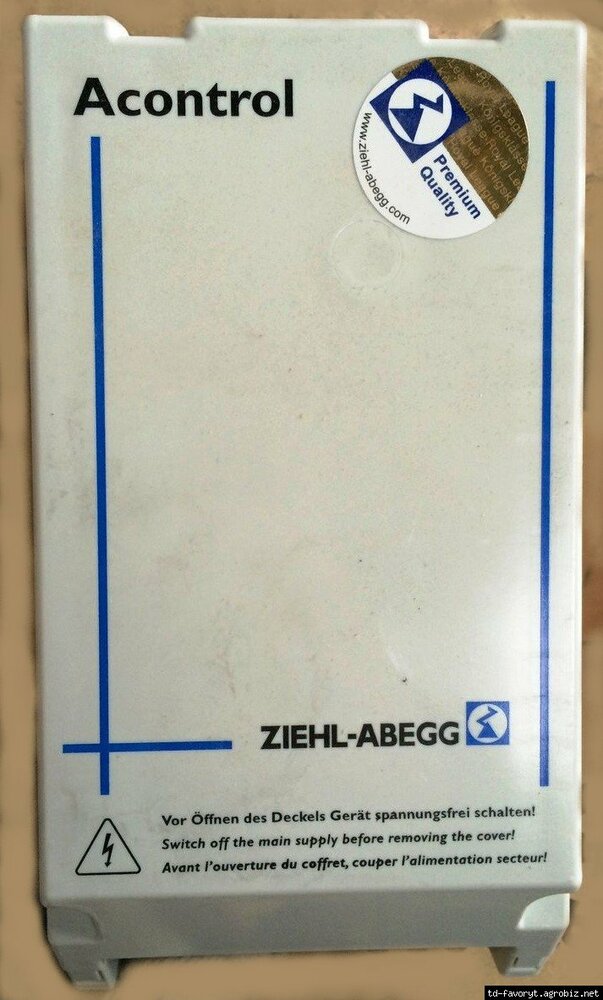 Acontrol
Premium
Quality
www.ziehl-abegg.com
ZIEHL-ABEGG
Vor Öffnen des Deckels Gerät spannungsfrei schalten!
Switch off the main supply before removing the cover!
Avant l'ouverture du coffret, couper l'alimentation secteur!
td-favoryt.agrobiz.net